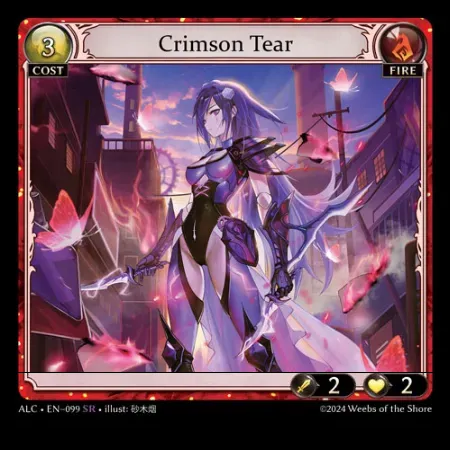 3
Crimson Tear
COST
FIRE
2
2
ALC • EN-099 SR • illust: 砂木烟
©2024 Weebs of the Shore